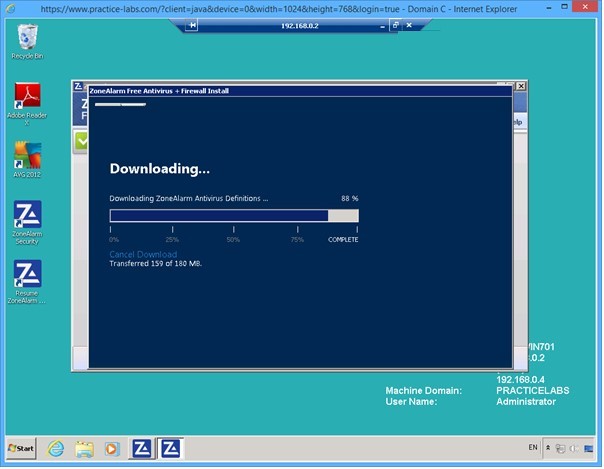 https://www.practice-labs.com/?client=java&device=0&width=1024&height=768&login=true - Domain C - Internet Explorer
192.168.0.2
Recycle Bin
Adobe Reader
X
AVG 2012
ZoneAlarm
Security
Resume
ZoneAlarm ...
ZoneAlarm Free Antivirus + Firewall Install
Z
F
elp
Downloading...
Downloading ZoneAlarm Antivirus Definitions ... 88 %
0% 25% 50% 75% COMPLETE
Cancel Download
Transferred 159 of 180 MB.
VIN701
.0.2
192.168.0.4
Machine Domain: PRACTICELABS
User Name: Administrator
Start
EN